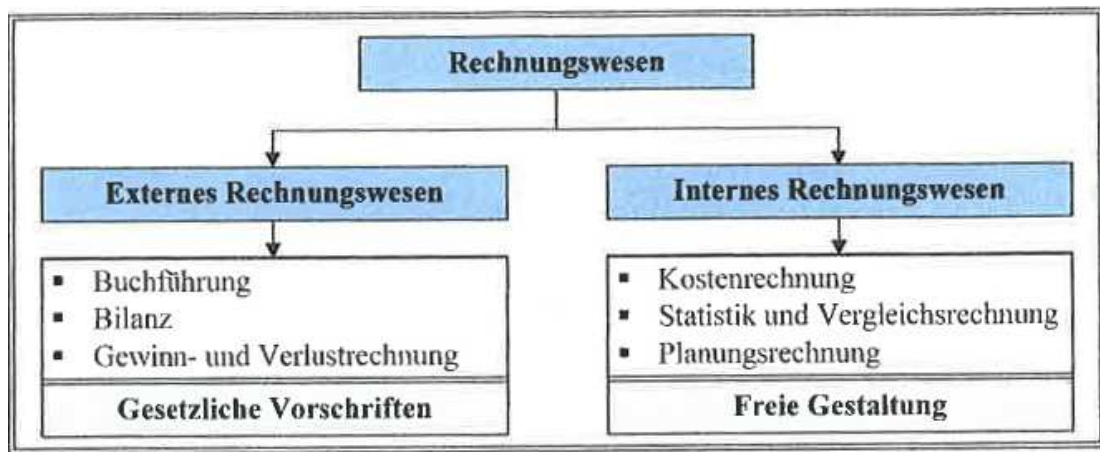 Rechnungswesen
Externes Rechnungswesen
Internes Rechnungswesen
▪ Buchführung
▪ Bilanz
▪ Gewinn- und Verlustrechnung
Gesetzliche Vorschriften
▪ Kostenrechnung
▪ Statistik und Vergleichsrechnung
▪ Planungsrechnung
Freie Gestaltung